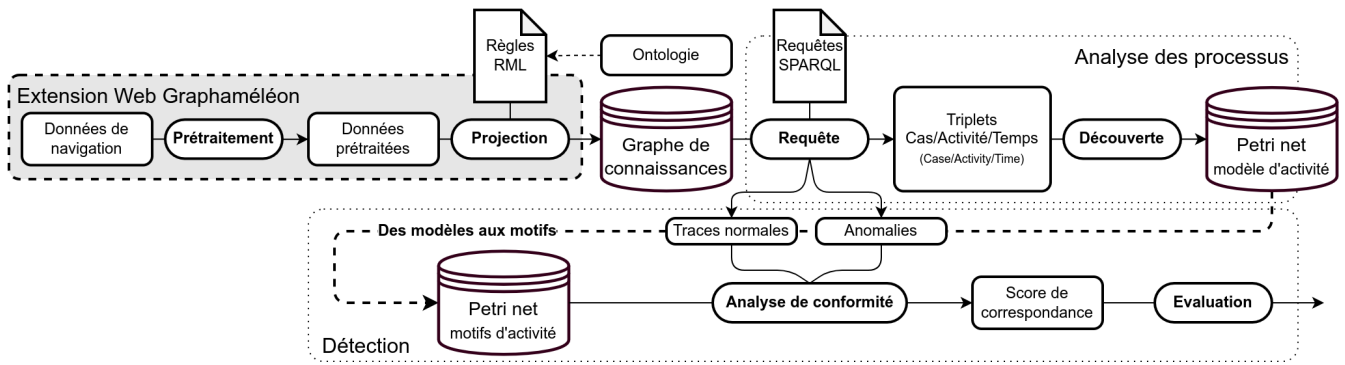 Règles
RML
Ontologie
Requêtes
SPARQL
Analyse des processus
Extension Web Graphaméléon
Données de
navigation
Prétraitement
Données
prétraitées
Projection
Graphe de
connaissances
Requête
Triplets
Cas/Activité/Temps
(Case/Activity/Time)
Découverte
Petri net
modèle d'activité
Des modèles aux motifs
Traces normales
Anomalies
Petri net
motifs d'activité
Analyse de conformité
Score de
correspondance
Evaluation
Détection